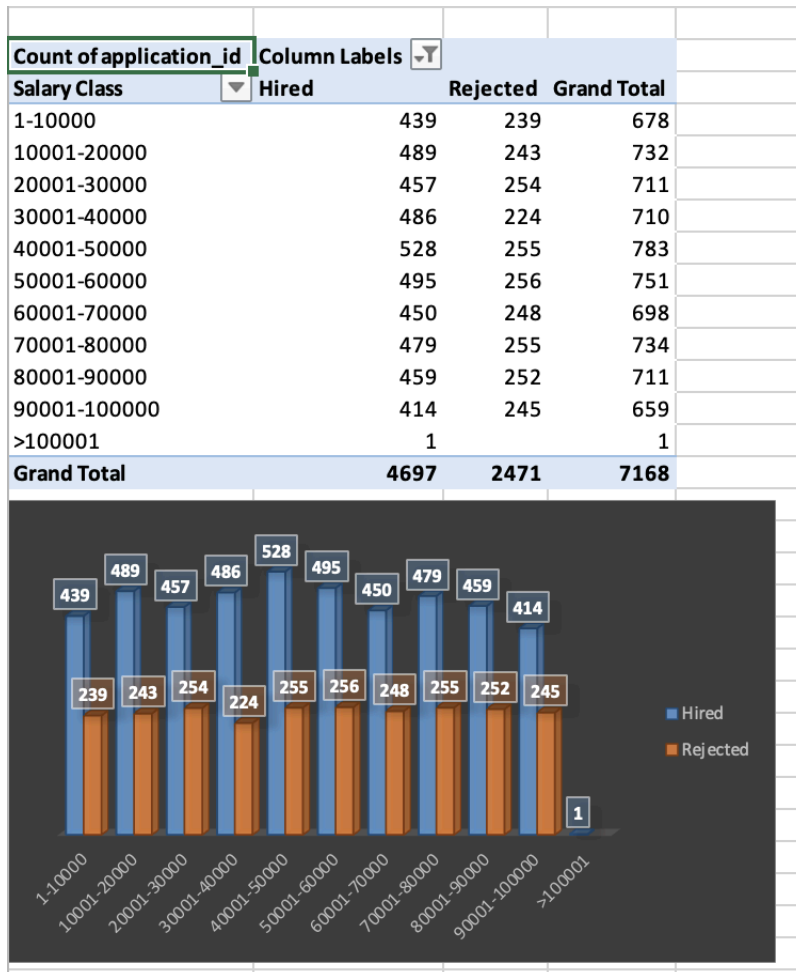 Count of application_id Column Labels
Salary Class Hired Rejected Grand Total
1-10000 439 239 678
10001-20000 489 243 732
20001-30000 457 254 711
30001-40000 486 224 710
40001-50000 528 255 783
50001-60000 495 256 751
60001-70000 450 248 698
70001-80000 479 255 734
80001-90000 459 252 711
90001-100000 414 245 659
>100001 1 1
Grand Total 4697 2471 7168
439 489 457 486 528 495 450 479 459 414
239 243 254 224 255 256 248 255 252 245
Hired
Rejected
1
1-10000 10001-20000 20001-30000 30001-40000 40001-50000 50001-60000 60001-70000 70001-80000 80001-90000 90001-100000 >100001